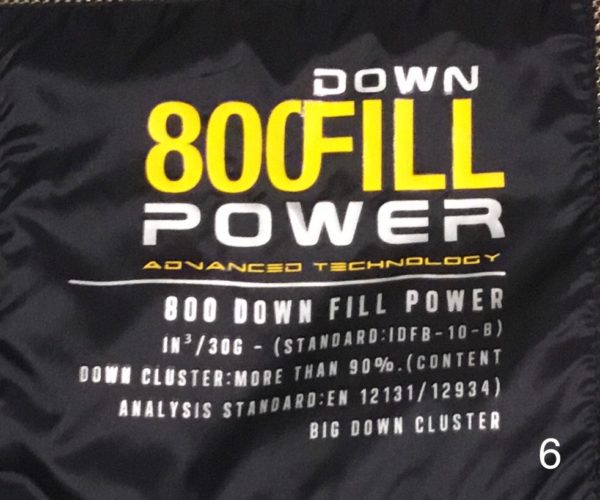 DOWN
800FILL
POWER
ADVANCED TECHNOLOGY
800 DOWN FILL POWER
IN³/30G - (STANDARD:IDFB-10-B)
DOWN CLUSTER:MORE THAN 90%.(CONTENT
ANALYSIS STANDARD:EN 12131/12934)
BIG DOWN CLUSTER
6